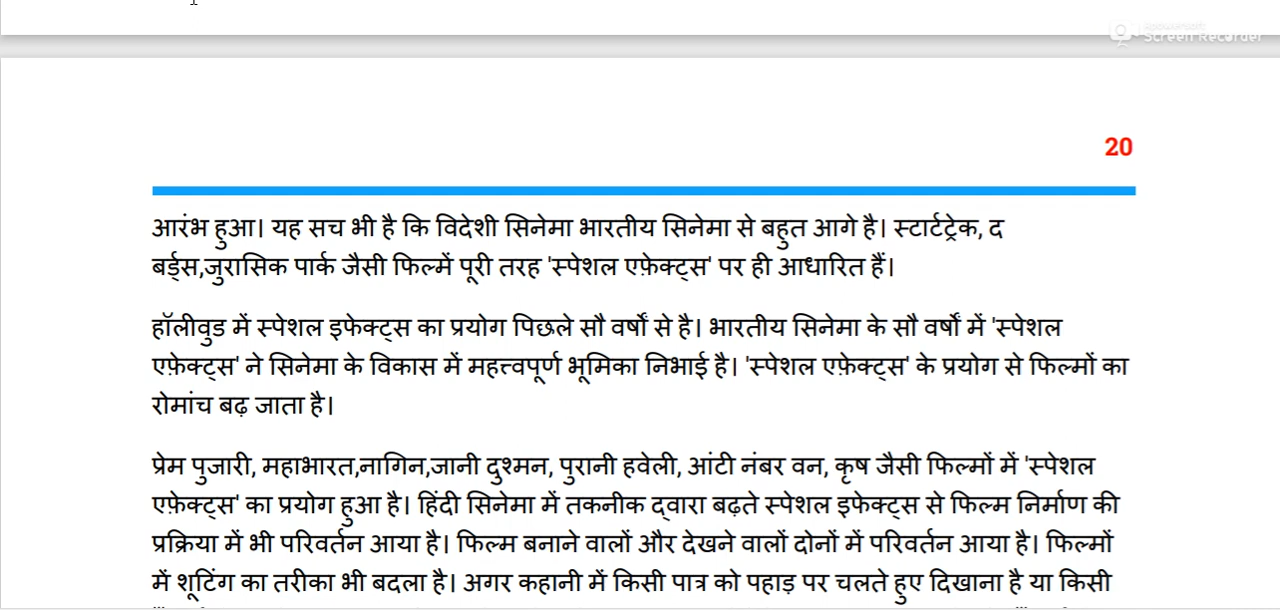 Apowersoft
Screen Recorder
20
आरंभ हुआ। यह सच भी है कि विदेशी सिनेमा भारतीय सिनेमा से बहुत आगे है। स्टार्टट्रेक, द
बर्ड्स,जुरासिक पार्क जैसी फिल्में पूरी तरह 'स्पेशल एफ़ेक्ट्स' पर ही आधारित हैं।
हॉलीवुड में स्पेशल इफेक्ट्स का प्रयोग पिछले सौ वर्षों से है। भारतीय सिनेमा के सौ वर्षों में 'स्पेशल
एफ़ेक्ट्स' ने सिनेमा के विकास में महत्त्वपूर्ण भूमिका निभाई है। 'स्पेशल एफ़ेक्ट्स' के प्रयोग से फिल्मों का
रोमांच बढ़ जाता है।
प्रेम पुजारी, महाभारत,नागिन,जानी दुश्मन, पुरानी हवेली, आंटी नंबर वन, कृष जैसी फिल्मों में 'स्पेशल
एफ़ेक्ट्स' का प्रयोग हुआ है। हिंदी सिनेमा में तकनीक द्वारा बढ़ते स्पेशल इफेक्ट्स से फिल्म निर्माण की
प्रक्रिया में भी परिवर्तन आया है। फिल्म बनाने वालों और देखने वालों दोनों में परिवर्तन आया है। फिल्मों
में शूटिंग का तरीका भी बदला है। अगर कहानी में किसी पात्र को पहाड़ पर चलते हुए दिखाना है या किसी